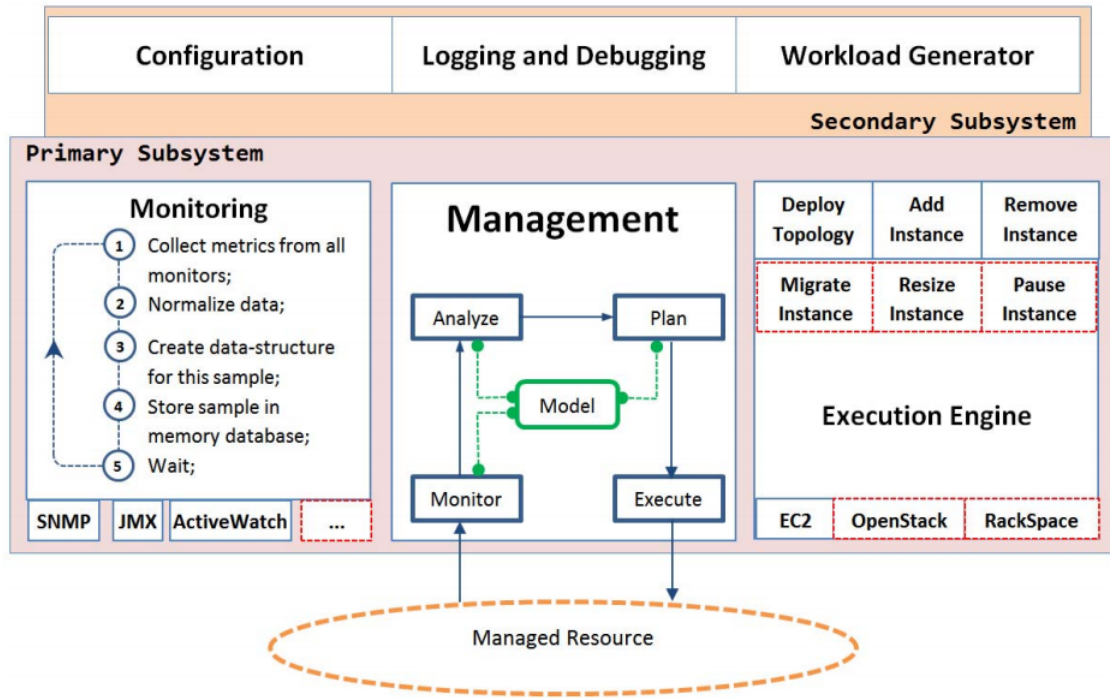 Configuration
Logging and Debugging
Workload Generator
Secondary Subsystem
Primary Subsystem
Monitoring
1 Collect metrics from all
monitors;
2 Normalize data;
3 Create data-structure
for this sample;
4 Store sample in
memory database;
5 Wait;
SNMP
JMX
ActiveWatch
...
Management
Analyze
Plan
Model
Monitor
Execute
Deploy
Topology
Add
Instance
Remove
Instance
Migrate
Instance
Resize
Instance
Pause
Instance
Execution Engine
EC2
OpenStack
RackSpace
Managed Resource